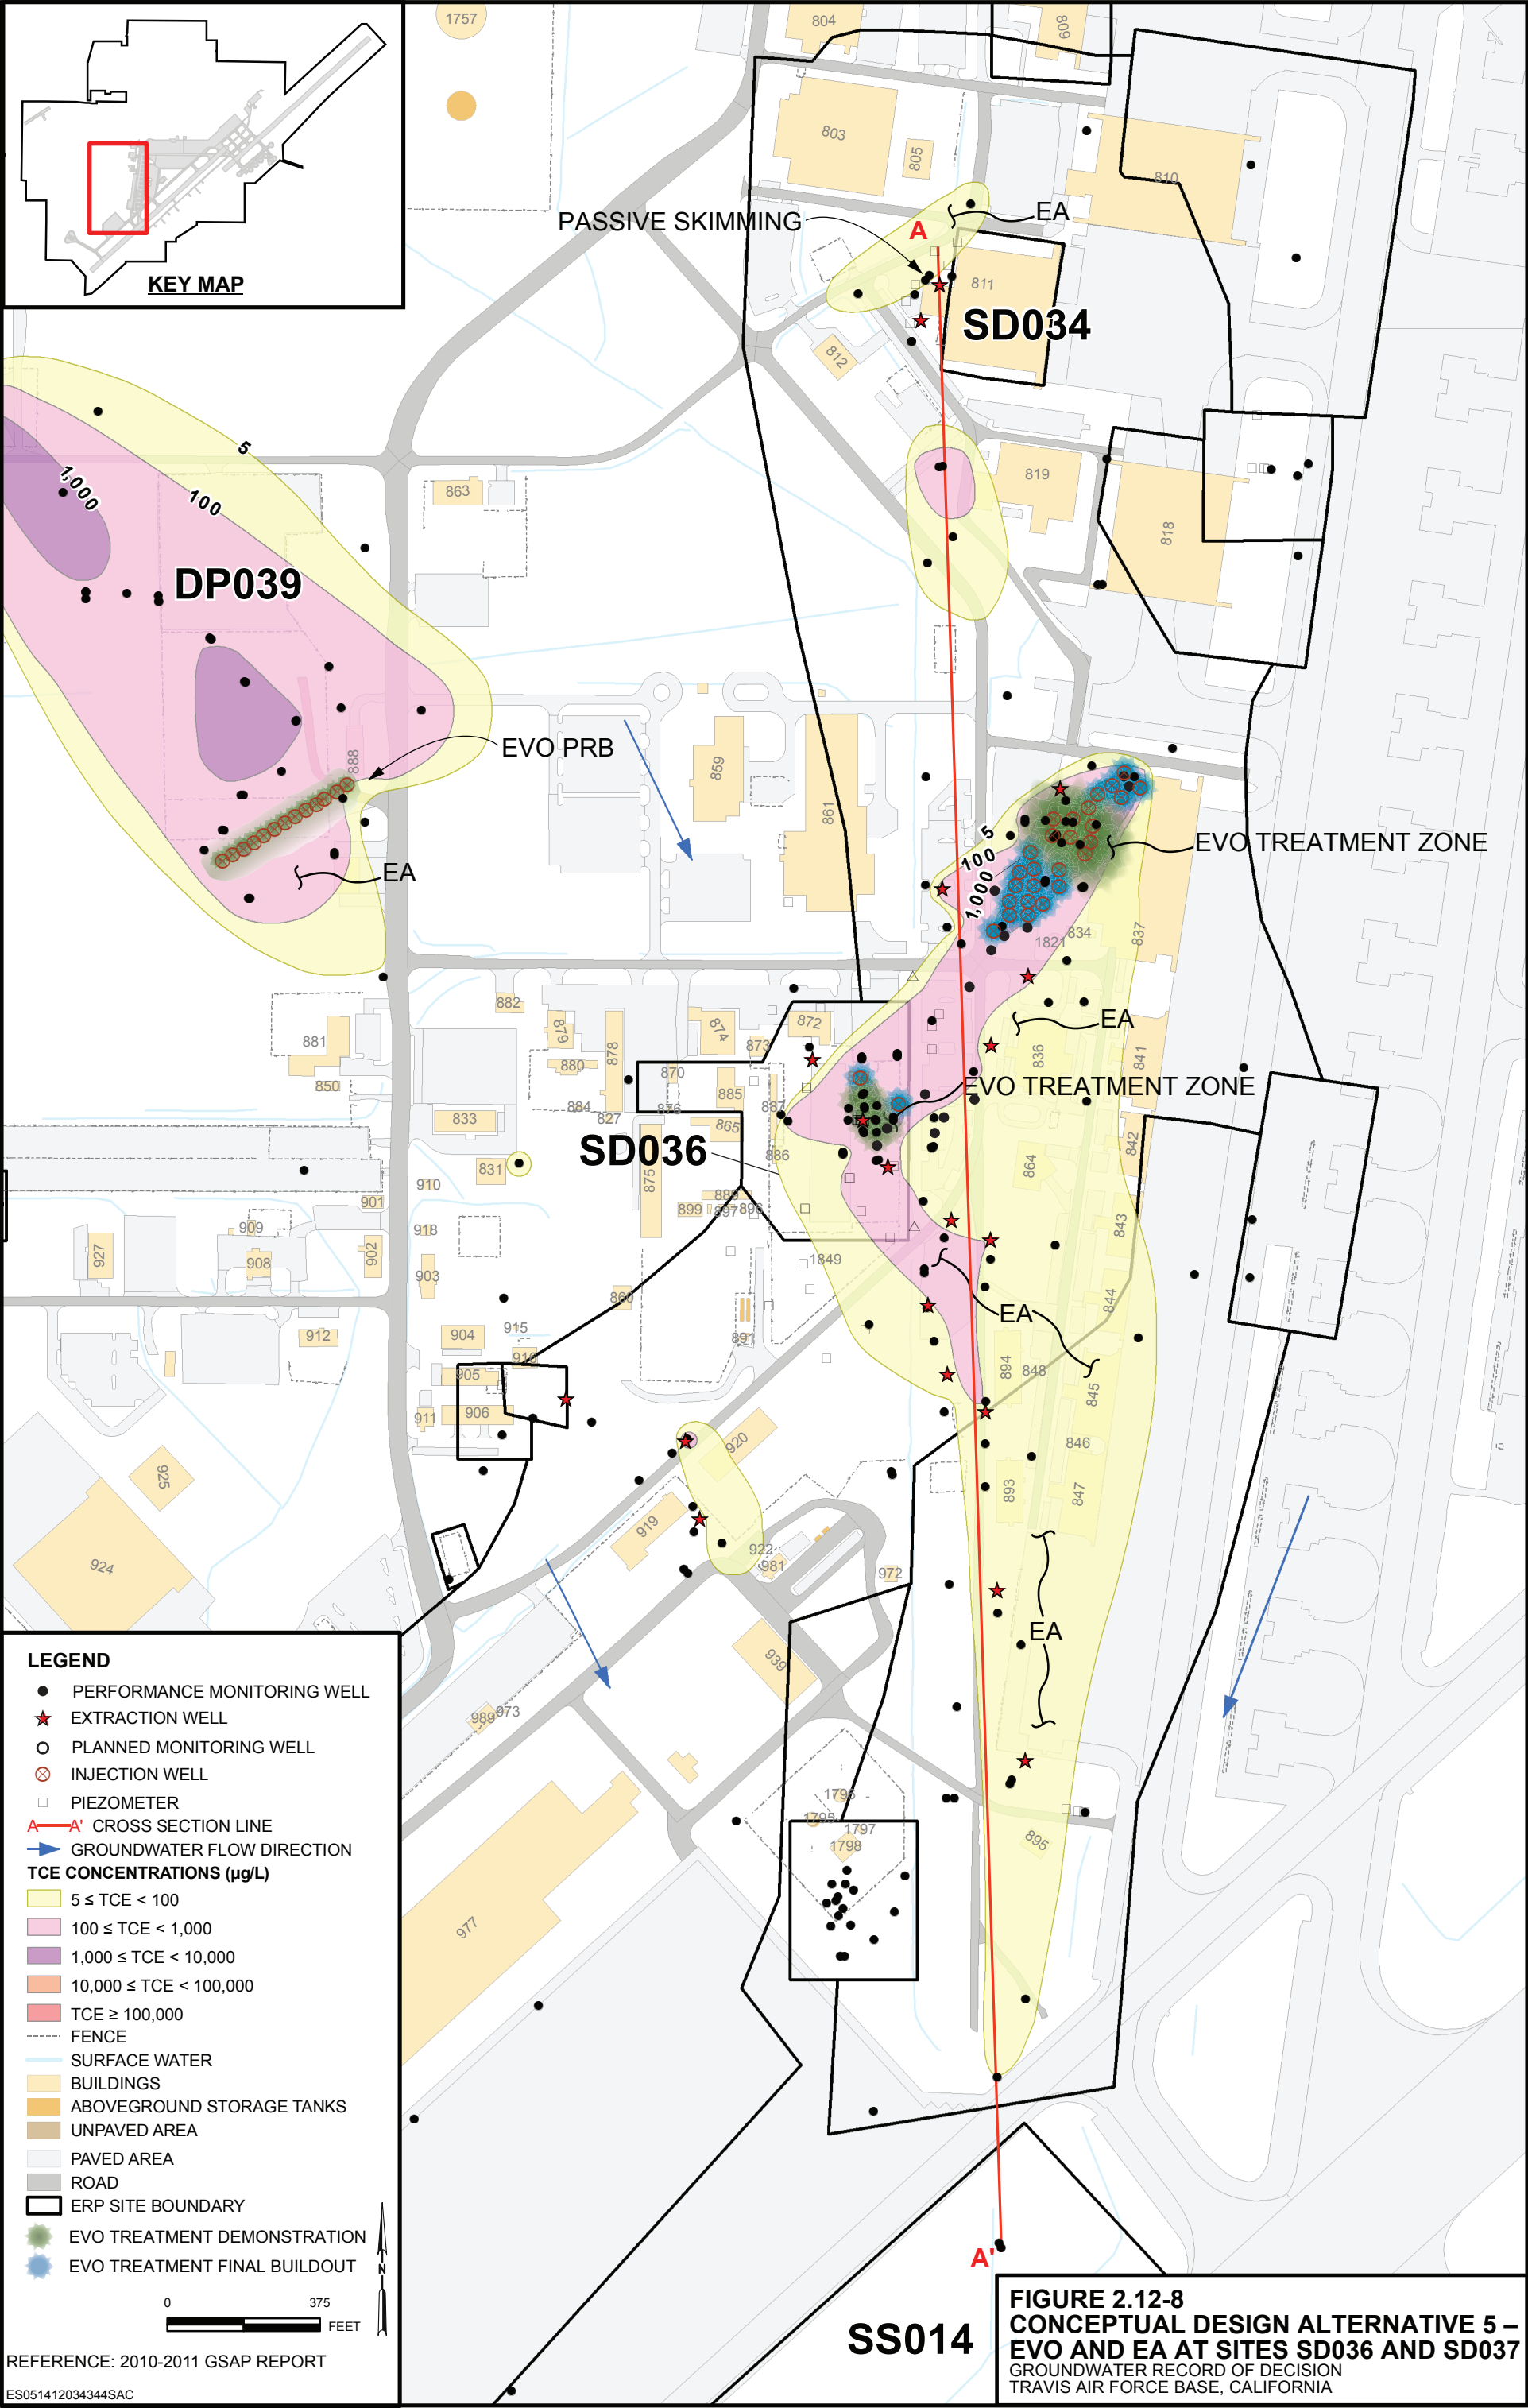 1757
804
809
803
805
810
KEY MAP
PASSIVE SKIMMING
EA
A
811
SD034
812
5
1,000
100
863
819
818
DP039
EVO PRB
888
859
861
5
100
1,000
EVO TREATMENT ZONE
EA
834
1821
837
882
879
878
874
873
872
EA
881
880
870
836
841
850
885
887
EVO TREATMENT ZONE
884
827
876
833
865
842
SD036
886
864
831
875
910
901
889
899
897
896
843
909
918
927
908
902
903
1849
844
860
EA
904
915
891
912
916
894
848
905
845
906
911
920
846
925
893
847
919
922
981
924
972
EA
939
989
973
1796
1795
1797
1798
895
977
LEGEND
PERFORMANCE MONITORING WELL
EXTRACTION WELL
PLANNED MONITORING WELL
INJECTION WELL
PIEZOMETER
A A' CROSS SECTION LINE
GROUNDWATER FLOW DIRECTION
TCE CONCENTRATIONS (µg/L)
5 ≤ TCE < 100
100 ≤ TCE < 1,000
1,000 ≤ TCE < 10,000
10,000 ≤ TCE < 100,000
TCE ≥ 100,000
FENCE
SURFACE WATER
BUILDINGS
ABOVEGROUND STORAGE TANKS
UNPAVED AREA
PAVED AREA
ROAD
ERP SITE BOUNDARY
EVO TREATMENT DEMONSTRATION
EVO TREATMENT FINAL BUILDOUT
N
0 375
FEET
REFERENCE: 2010-2011 GSAP REPORT
ES051412034344SAC
A'
SS014
FIGURE 2.12-8
CONCEPTUAL DESIGN ALTERNATIVE 5 –
EVO AND EA AT SITES SD036 AND SD037
GROUNDWATER RECORD OF DECISION
TRAVIS AIR FORCE BASE, CALIFORNIA